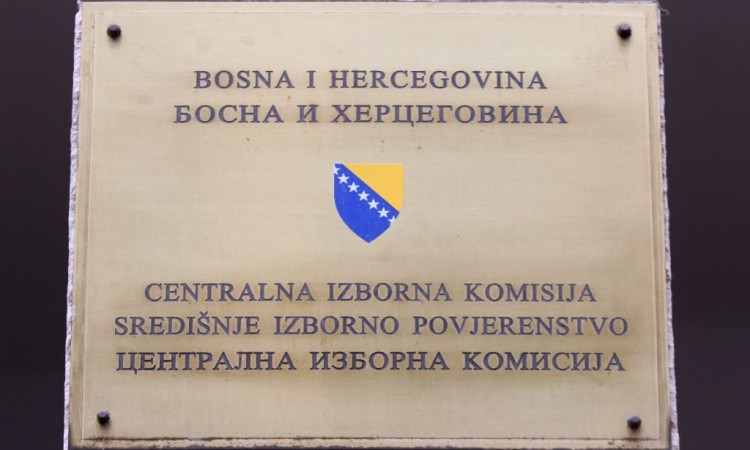 BOSNA I HERCEGOVINA
БОСНА И ХЕРЦЕГОВИНА
CENTRALNA IZBORNA KOMISIJA
SREDIŠNJE IZBORNO POVJERENSTVO
ЦЕНТРАЛНА ИЗБОРНА КОМИСИЈА